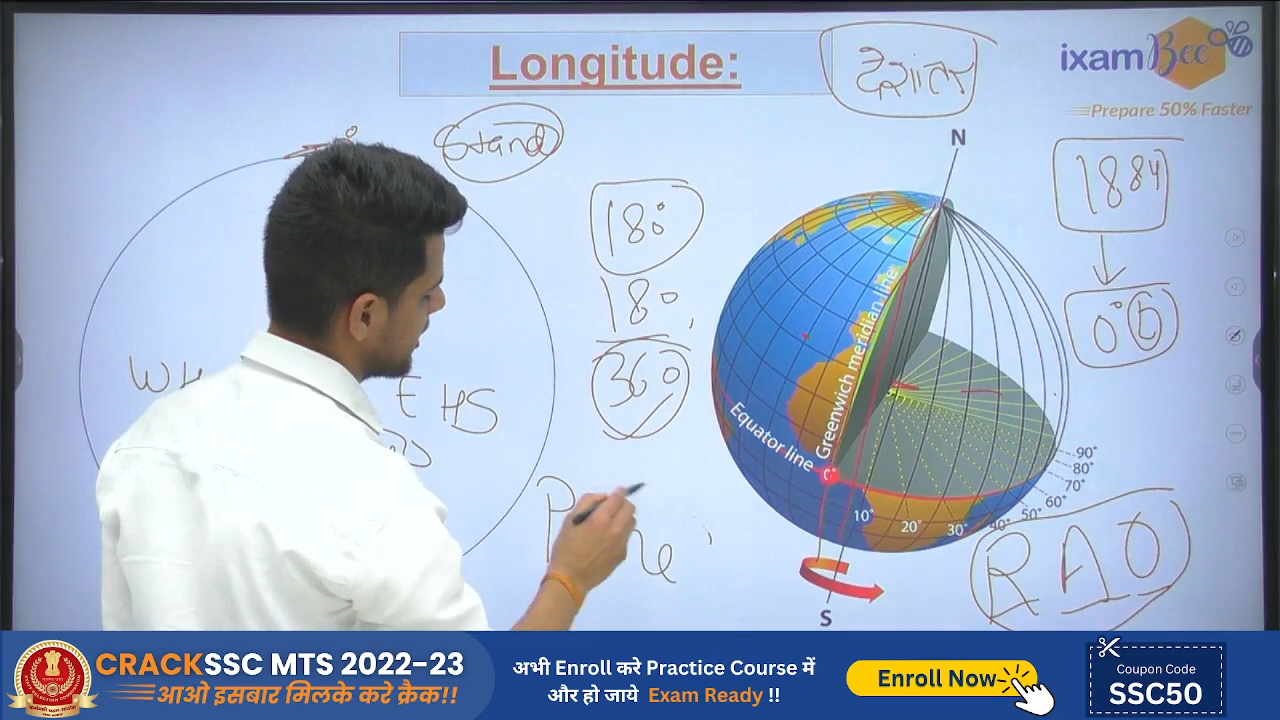 Longitude:
देशांतर
ixamBee
Prepare 50% Faster
Stand
N
1884
180°
180
360
0°
Greenwich meridian line
Equator line
0°
E HS
90°
80°
70°
60°
50°
40°
30°
20°
10°
RAO
S
CRACKSSC MTS 2022-23
आओ इसबार मिलके करे क्रैक!!
अभी Enroll करे Practice Course में
और हो जाये Exam Ready !!
Enroll Now
Coupon Code
SSC50